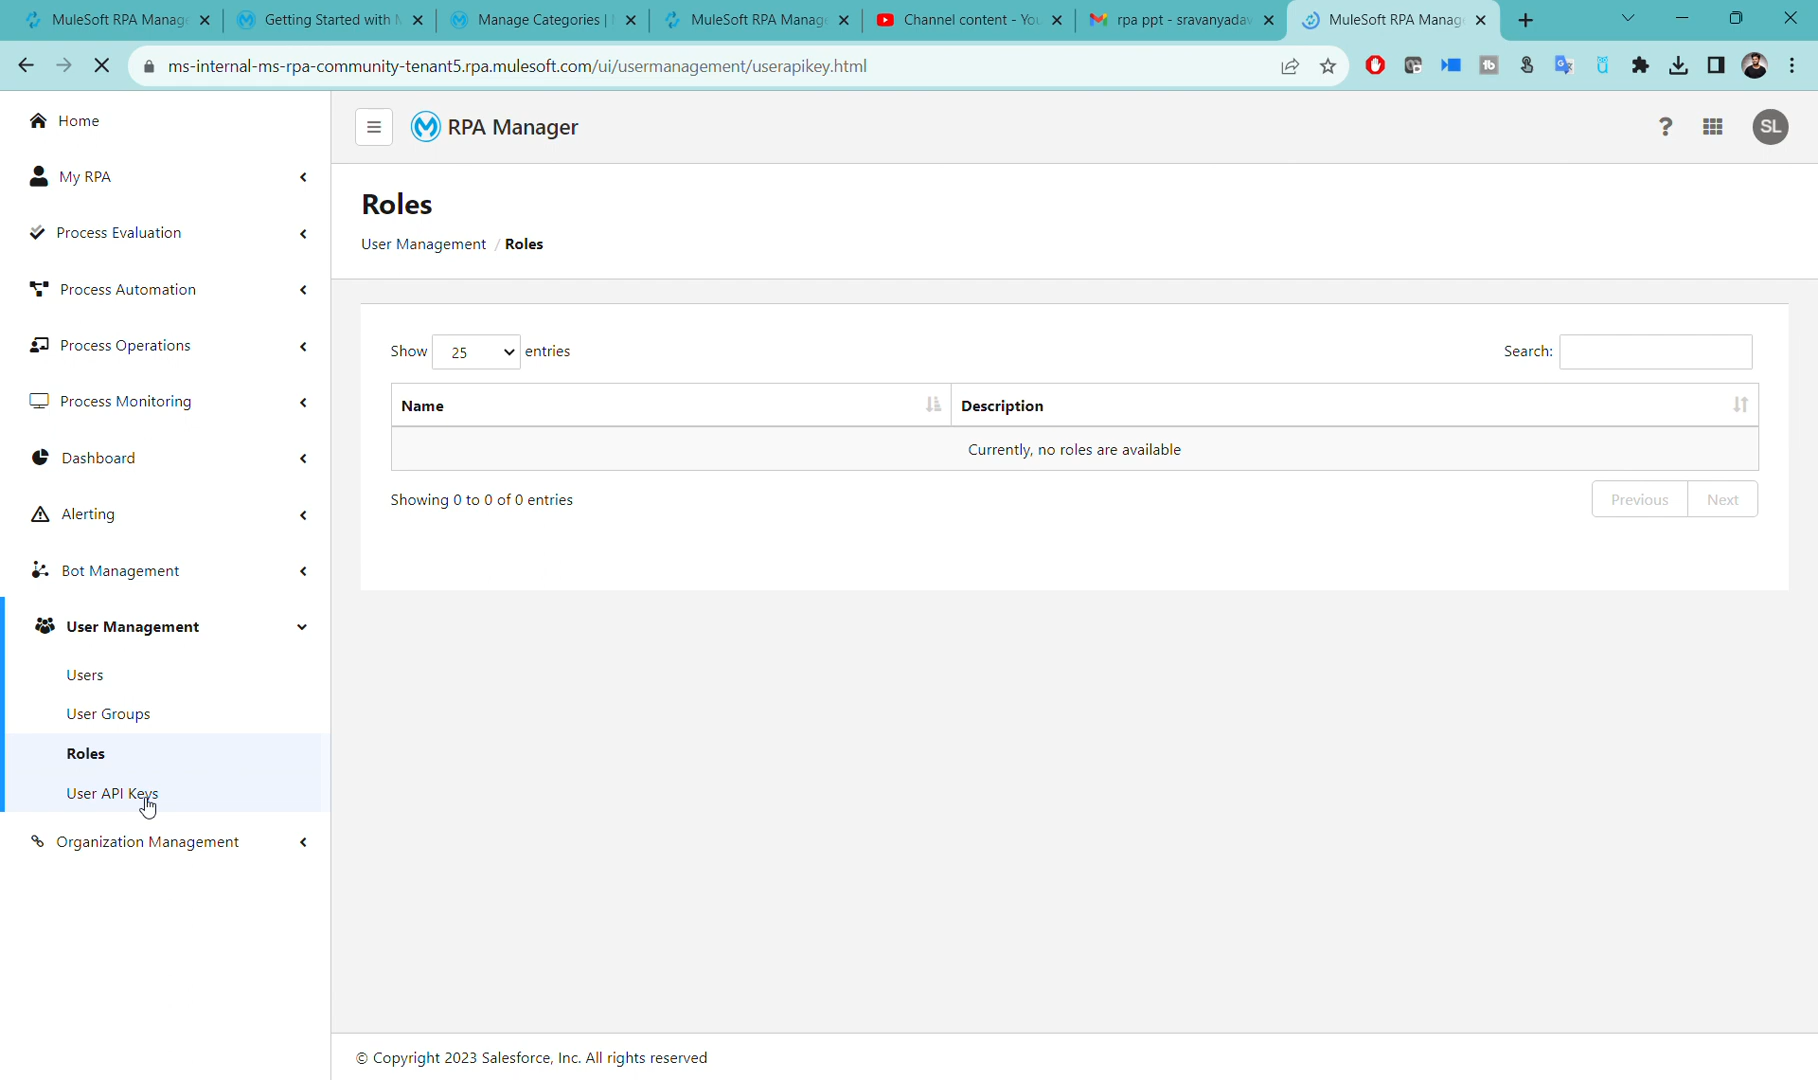 MuleSoft RPA Manage
Getting Started with M
Manage Categories |
MuleSoft RPA Manage
Channel content - You
rpa ppt - sravanyadav
MuleSoft RPA Manag
ms-internal-ms-rpa-community-tenant5.rpa.mulesoft.com/ui/usermanagement/userapikey.html
Home
My RPA
Process Evaluation
Process Automation
Process Operations
Process Monitoring
Dashboard
Alerting
Bot Management
User Management
Users
User Groups
Roles
User API Keys
Organization Management
RPA Manager
?
SL
Roles
User Management / Roles
Show 25 entries
Search:
Name
Description
Currently, no roles are available
Showing 0 to 0 of 0 entries
Previous
Next
© Copyright 2023 Salesforce, Inc. All rights reserved